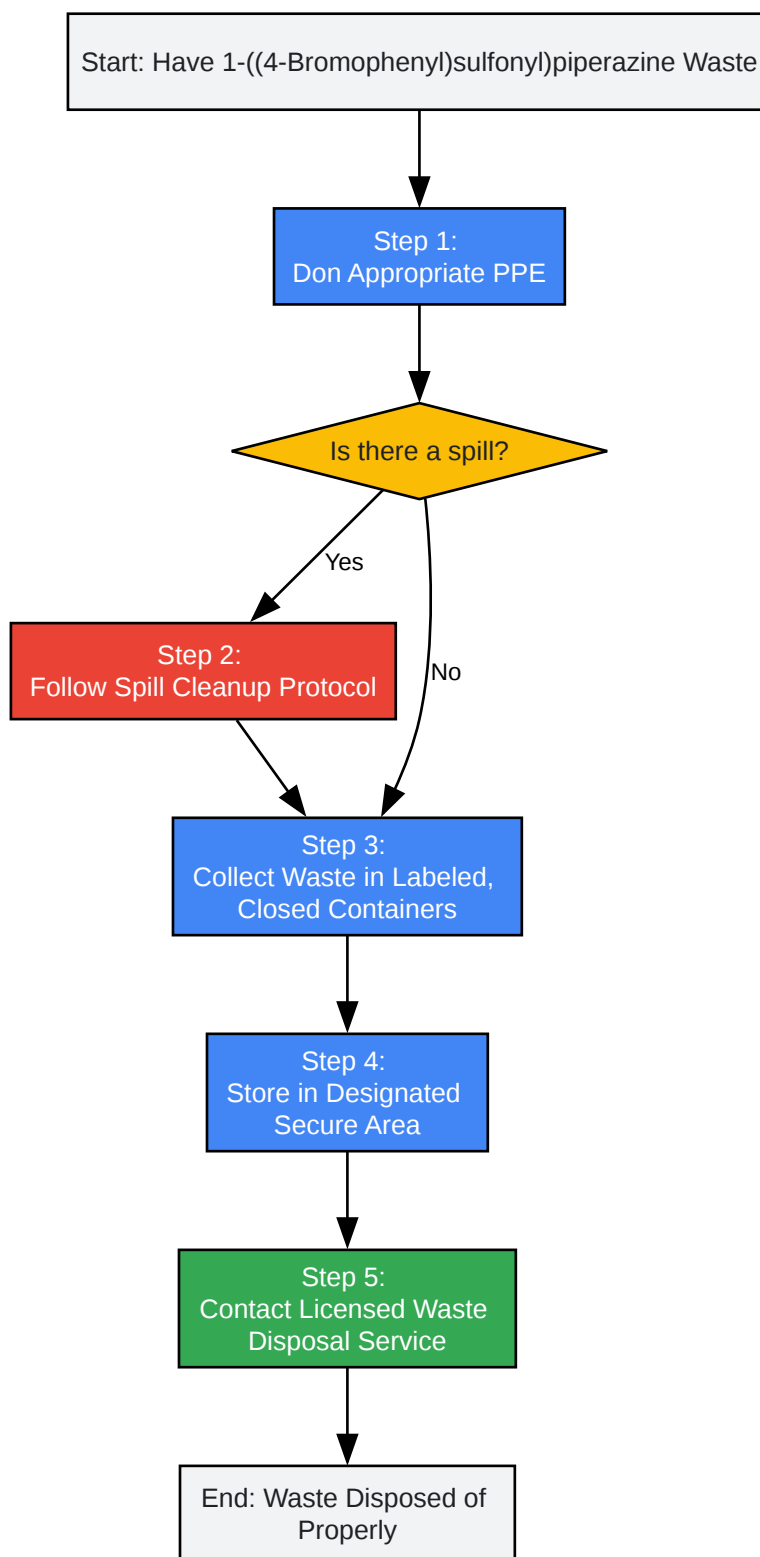 Start: Have 1-((4-Bromophenyl)sulfonyl)piperazine Waste
Step 1:
Don Appropriate PPE
Is there a spill?
Yes
Step 2:
Follow Spill Cleanup Protocol
No
Step 3:
Collect Waste in Labeled,
Closed Containers
Step 4:
Store in Designated
Secure Area
Step 5:
Contact Licensed Waste
Disposal Service
End: Waste Disposed of
Properly